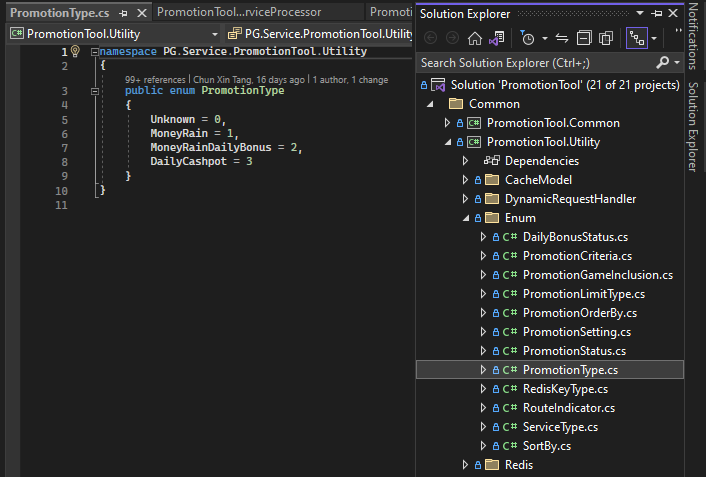 PromotionType.cs
PromotionTool...rviceProcessor
Promotion
PromotionTool.Utility
PG.Service.PromotionTool.Utility
1 namespace PG.Service.PromotionTool.Utility
2 {
99+ references | Chun Xin Tang, 16 days ago | 1 author, 1 change
3 public enum PromotionType
4 {
5 Unknown = 0,
6 MoneyRain = 1,
7 MoneyRainDailyBonus = 2,
8 DailyCashpot = 3
9 }
10 }
11
Solution Explorer
Search Solution Explorer (Ctrl+;)
Solution 'PromotionTool' (21 of 21 projects)
Common
C# PromotionTool.Common
C# PromotionTool.Utility
Dependencies
CacheModel
DynamicRequestHandler
Enum
C# DailyBonusStatus.cs
C# PromotionCriteria.cs
C# PromotionGameInclusion.cs
C# PromotionLimitType.cs
C# PromotionOrderBy.cs
C# PromotionSetting.cs
C# PromotionStatus.cs
C# PromotionType.cs
C# RedisKeyType.cs
C# RouteIndicator.cs
C# ServiceType.cs
C# SortBy.cs
Redis
Notifications
Solution Explorer